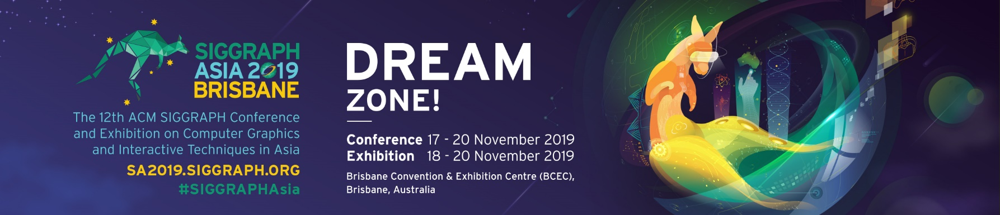 SIGGRAPH
ASIA 2019
BRISBANE
The 12th ACM SIGGRAPH Conference
and Exhibition on Computer Graphics
and Interactive Techniques in Asia
SA2019.SIGGRAPH.ORG
#SIGGRAPHAsia
DREAM
ZONE!
Conference 17 - 20 November 2019
Exhibition 18 - 20 November 2019
Brisbane Convention & Exhibition Centre (BCEC),
Brisbane, Australia